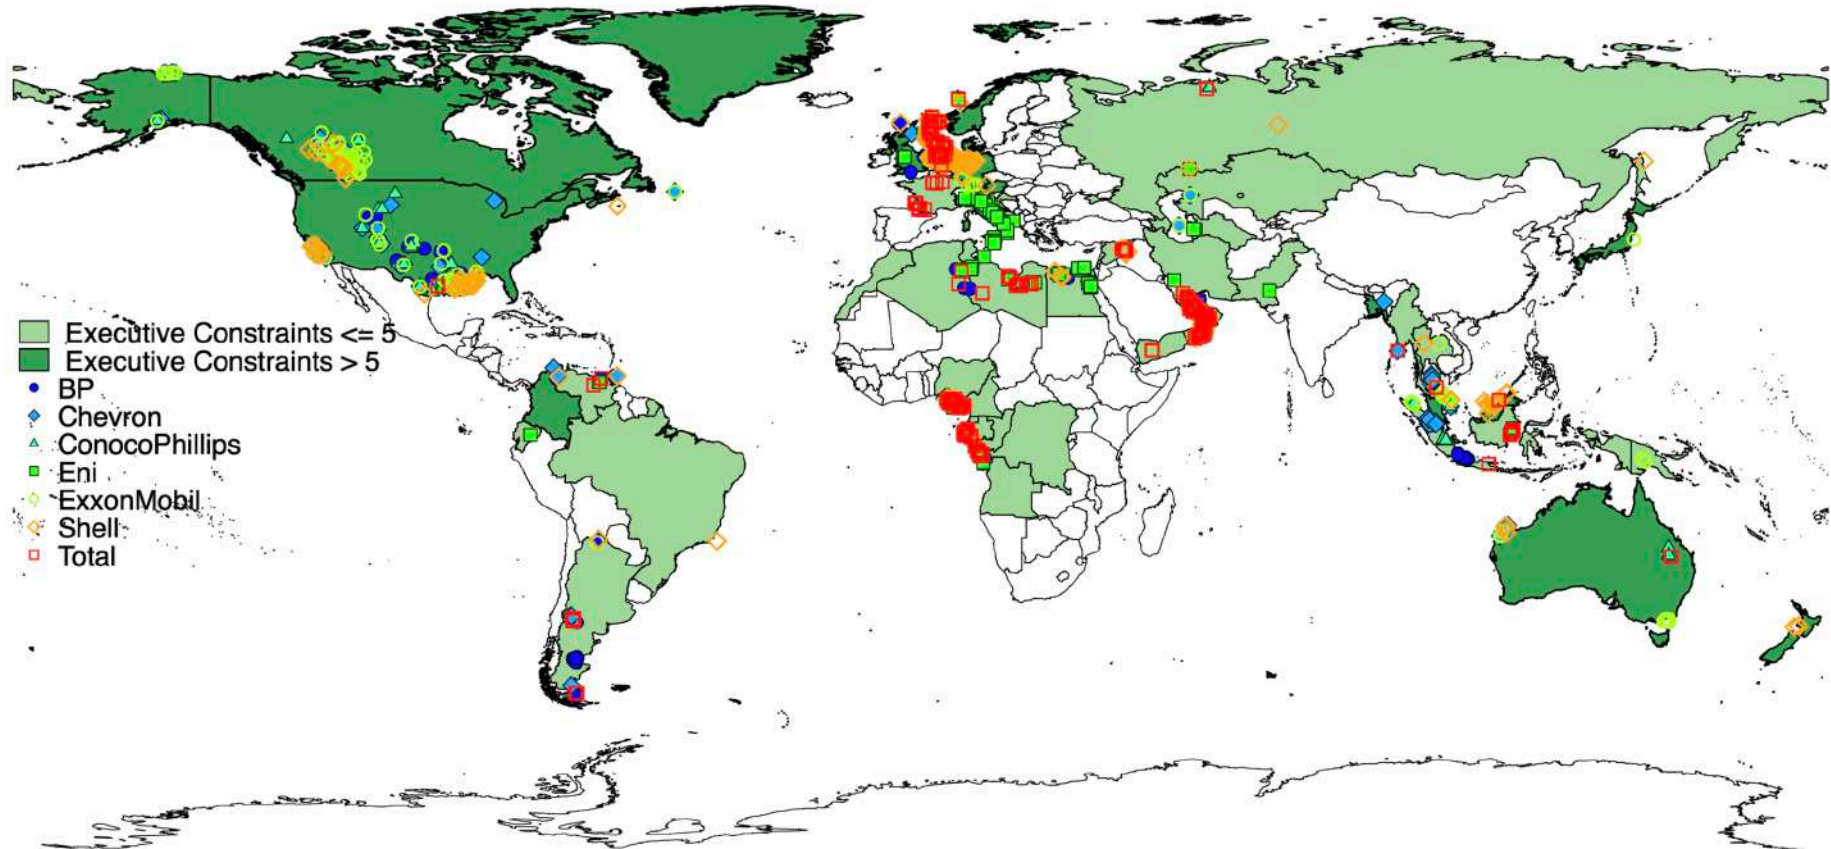 Executive Constraints <= 5
Executive Constraints > 5
BP
Chevron
ConocoPhillips
Eni
ExxonMobil
Shell
Total